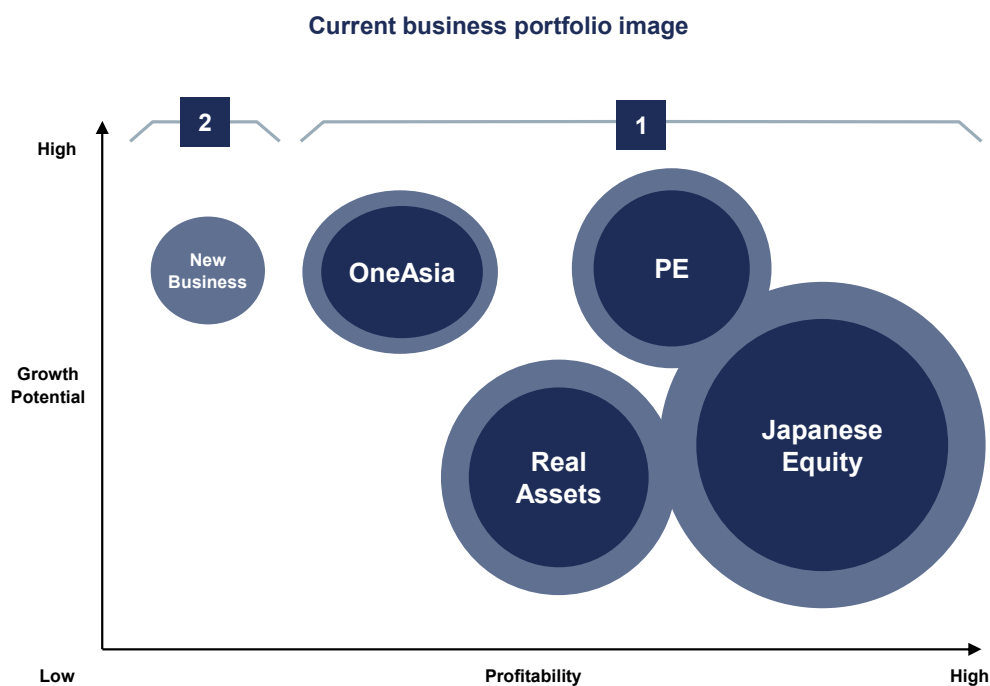 Current business portfolio image
2
1
High
New
Business
OneAsia
PE
Growth
Potential
Japanese
Equity
Real
Assets
Low
Profitability
High